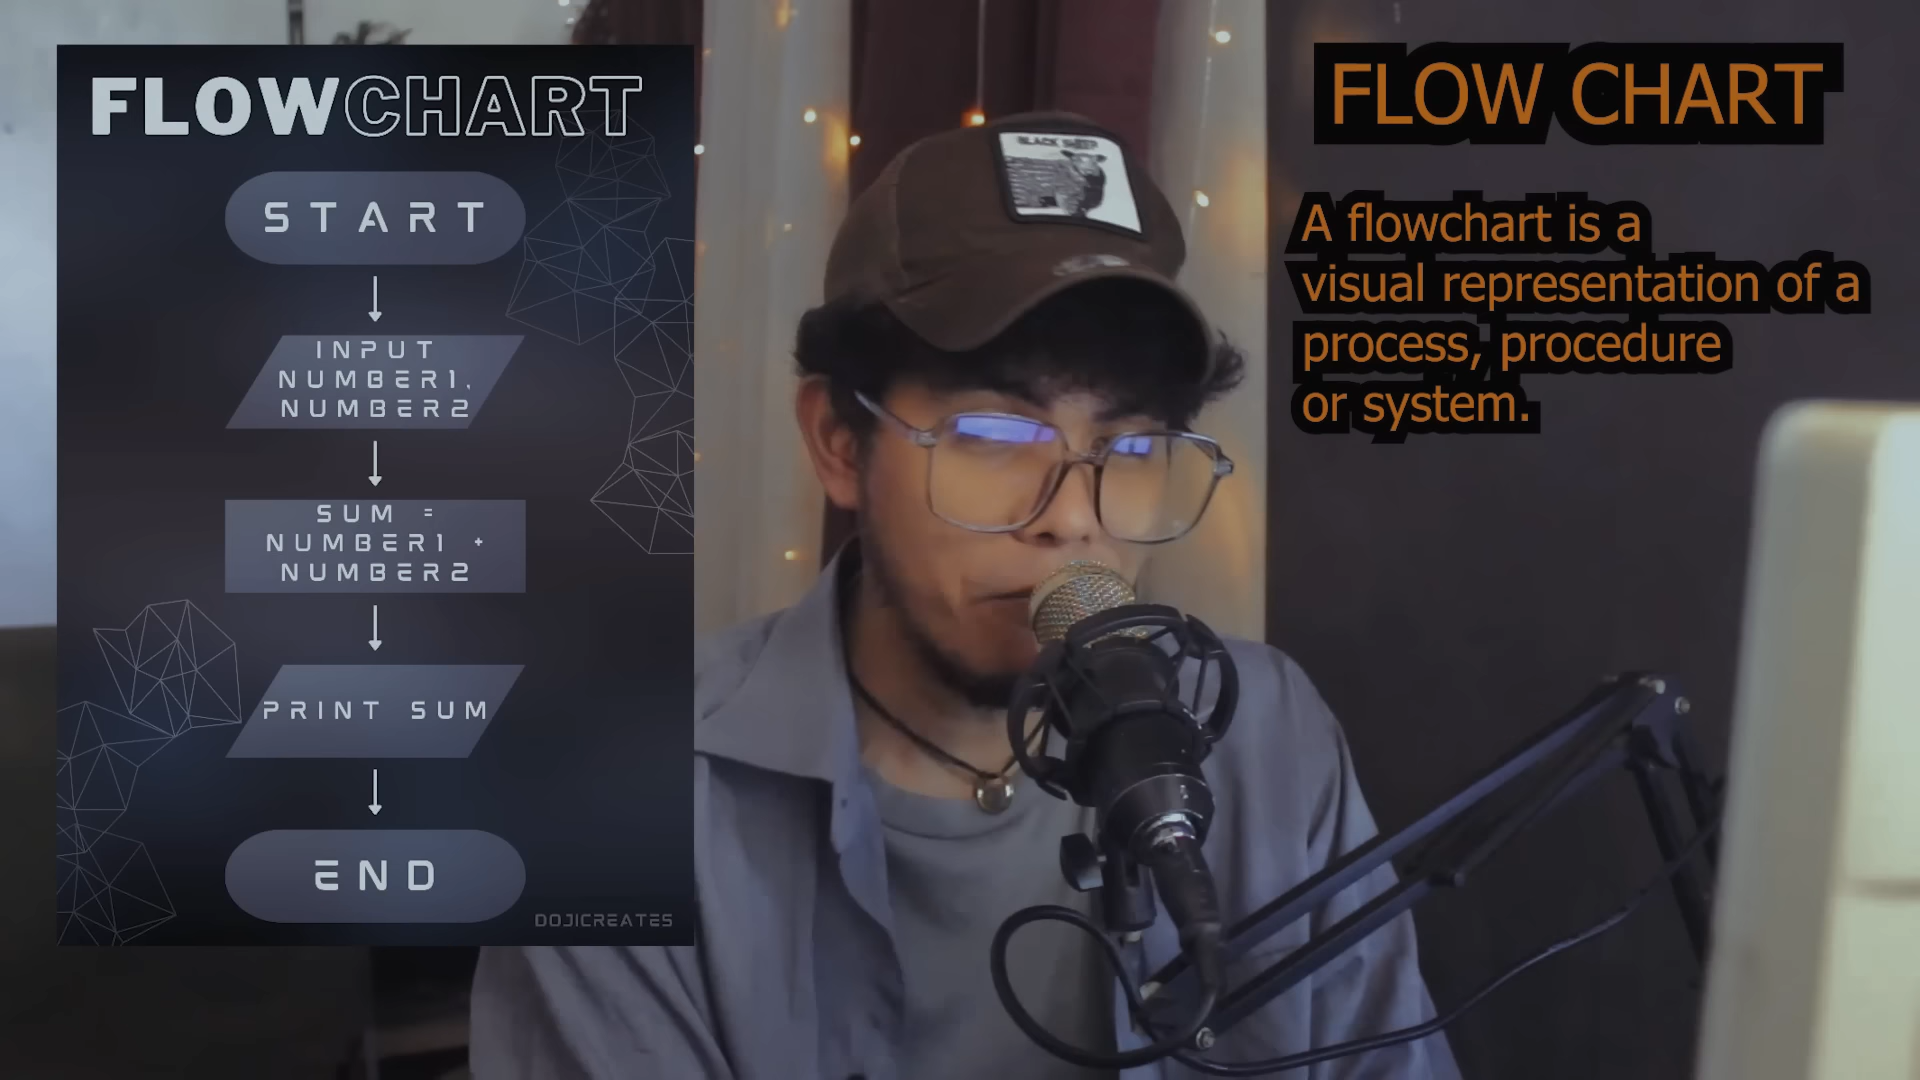 FLOWCHART
START
INPUT
NUMBER1,
NUMBER2
SUM =
NUMBER1 +
NUMBER2
PRINT SUM
END
DOJICREATES
BLACK SHEEP
FLOW CHART
A flowchart is a
visual representation of a
process, procedure
or system.